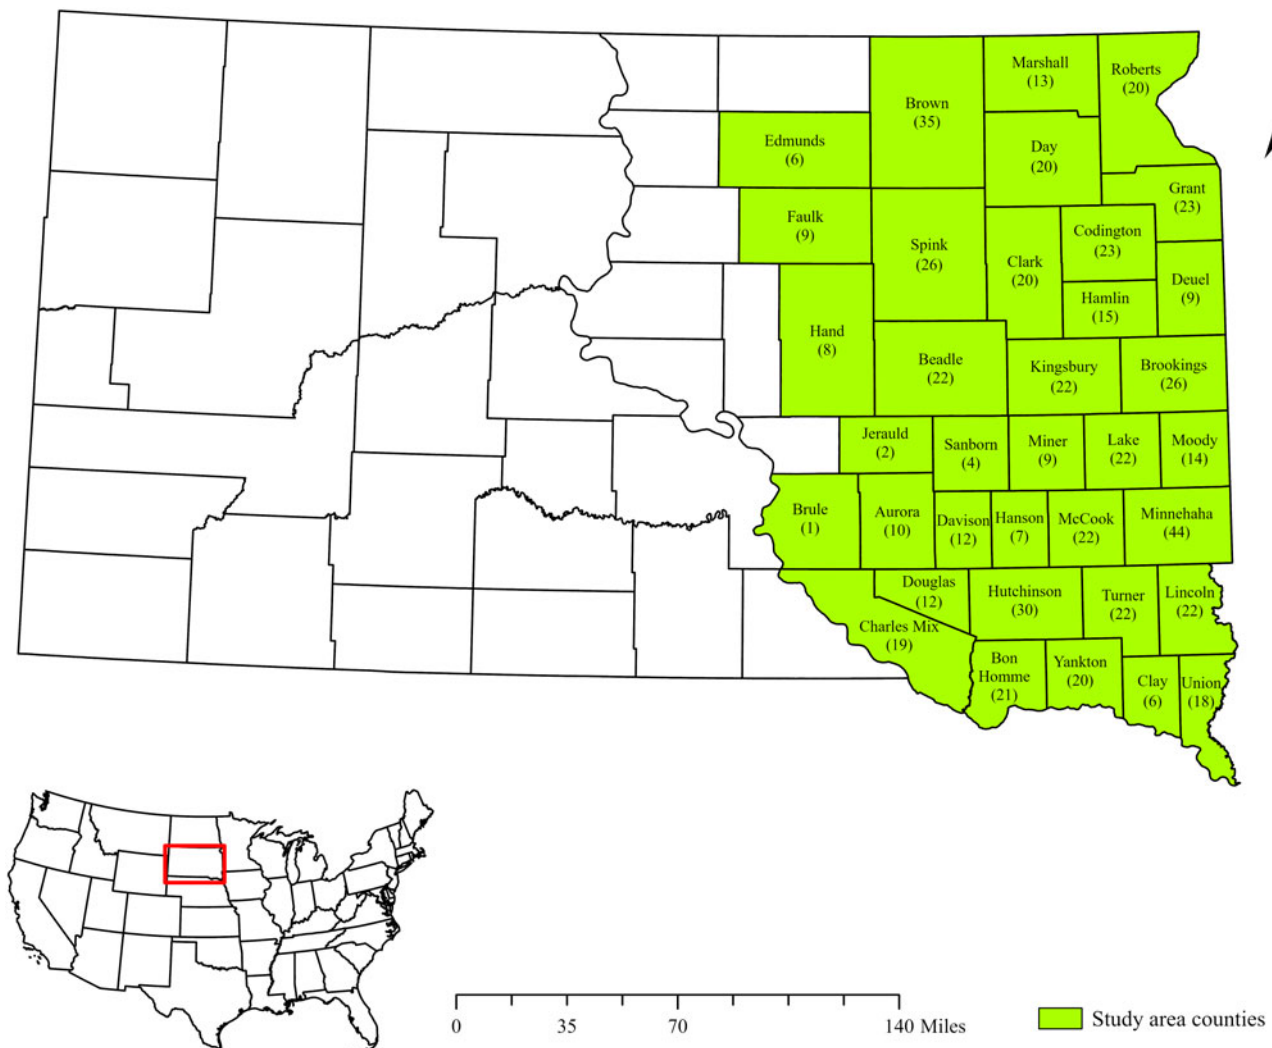 Marshall
(13)
Roberts
(20)
Brown
(35)
Edmunds
(6)
Day
(20)
Grant
(23)
Faulk
(9)
Spink
(26)
Codington
(23)
Clark
(20)
Deuel
(9)
Hamlin
(15)
Hand
(8)
Beadle
(22)
Kingsbury
(22)
Brookings
(26)
Jerauld
(2)
Sanborn
(4)
Miner
(9)
Lake
(22)
Moody
(14)
Brule
(1)
Aurora
(10)
Davison
(12)
Hanson
(7)
McCook
(22)
Minnehaha
(44)
Douglas
(12)
Hutchinson
(30)
Turner
(22)
Lincoln
(22)
Charles Mix
(19)
Bon
Homme
(21)
Yankton
(20)
Clay
(6)
Union
(18)
0 35 70 140 Miles
Study area counties